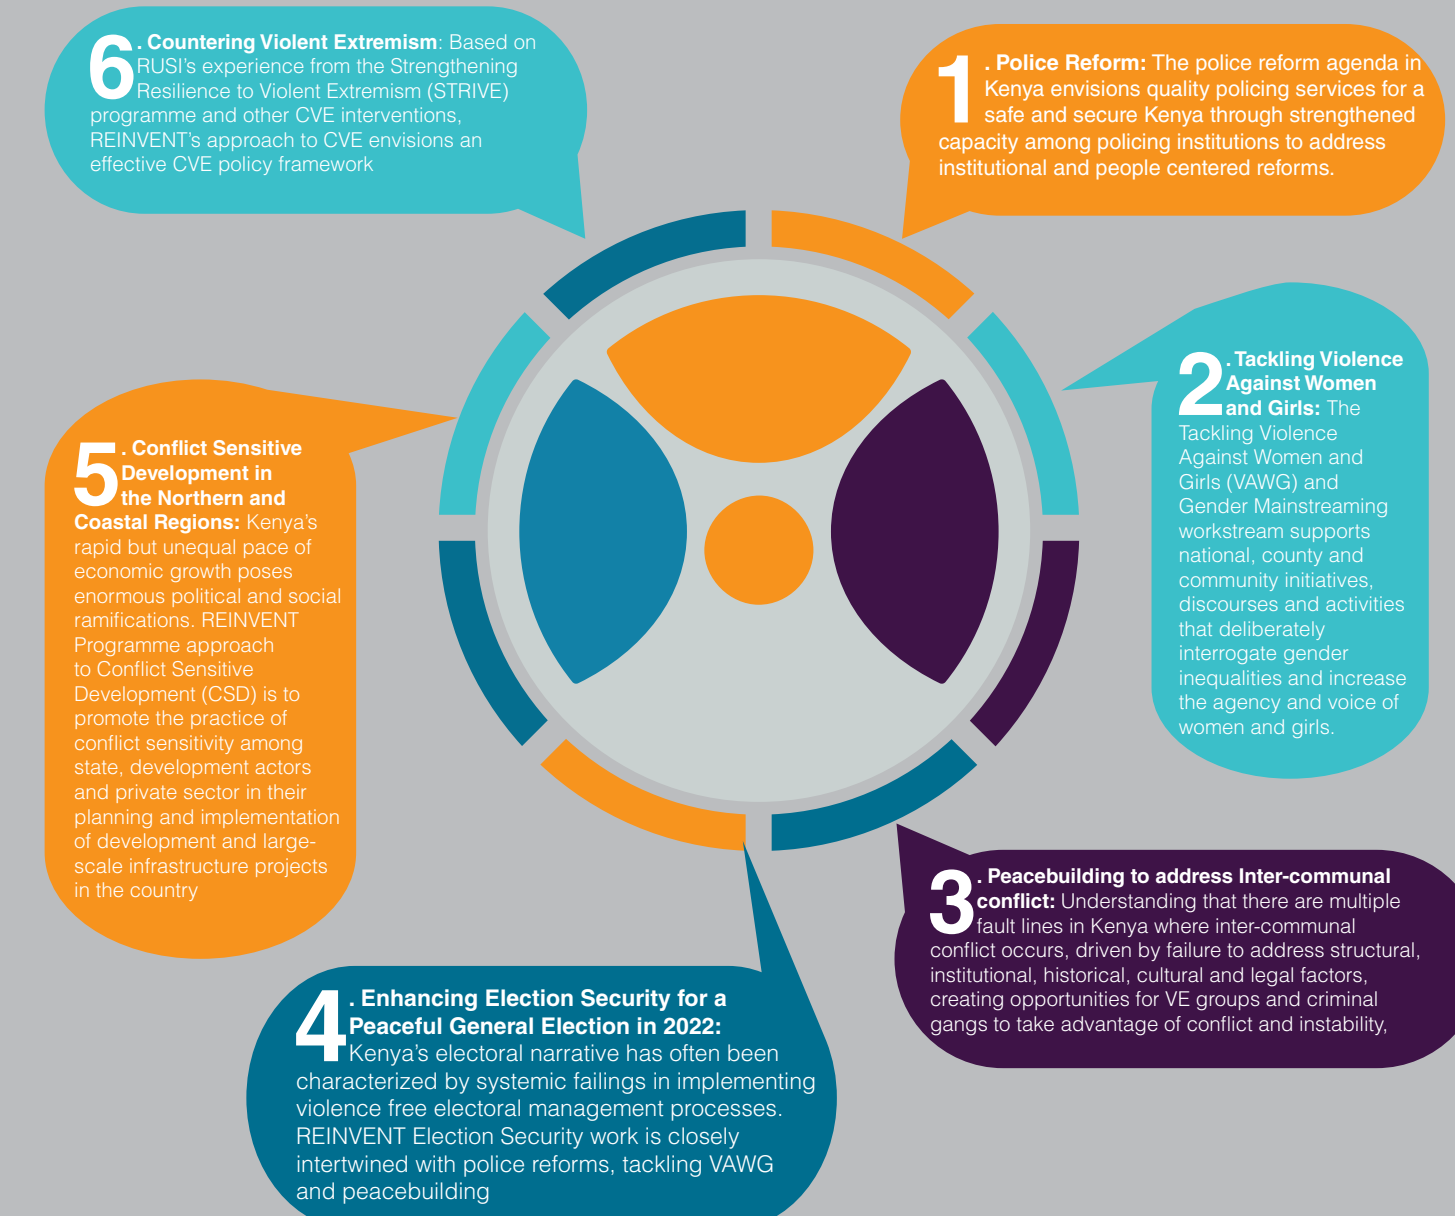 1. Police Reform: The police reform agenda in
Kenya envisions quality policing services for a
safe and secure Kenya through strengthened
capacity among policing institutions to address
institutional and people centered reforms.
2. Tackling Violence
Against Women
and Girls: The
Tackling Violence
Against Women and
Girls (VAWG) and
Gender Mainstreaming
workstream supports
national, county and
community initiatives,
discourses and activities
that deliberately
interrogate gender
inequalities and increase
the agency and voice of
women and girls.
3. Peacebuilding to address Inter-communal
conflict: Understanding that there are multiple
fault lines in Kenya where inter-communal
conflict occurs, driven by failure to address structural,
institutional, historical, cultural and legal factors,
creating opportunities for VE groups and criminal
gangs to take advantage of conflict and instability,
4. Enhancing Election Security for a
Peaceful General Election in 2022:
Kenya's electoral narrative has often been
characterized by systemic failings in implementing
violence free electoral management processes.
REINVENT Election Security work is closely
intertwined with police reforms, tackling VAWG
and peacebuilding
5. Conflict Sensitive
Development in
the Northern and
Coastal Regions: Kenya's
rapid but unequal pace of
economic growth poses
enormous political and social
ramifications. REINVENT
Programme approach
to Conflict Sensitive
Development (CSD) is to
promote the practice of
conflict sensitivity among
state, development actors
and private sector in their
planning and implementation
of development and large-
scale infrastructure projects
in the country
6. Countering Violent Extremism: Based on
RUSI's experience from the Strengthening
Resilience to Violent Extremism (STRIVE)
programme and other CVE interventions,
REINVENT's approach to CVE envisions an
effective CVE policy framework